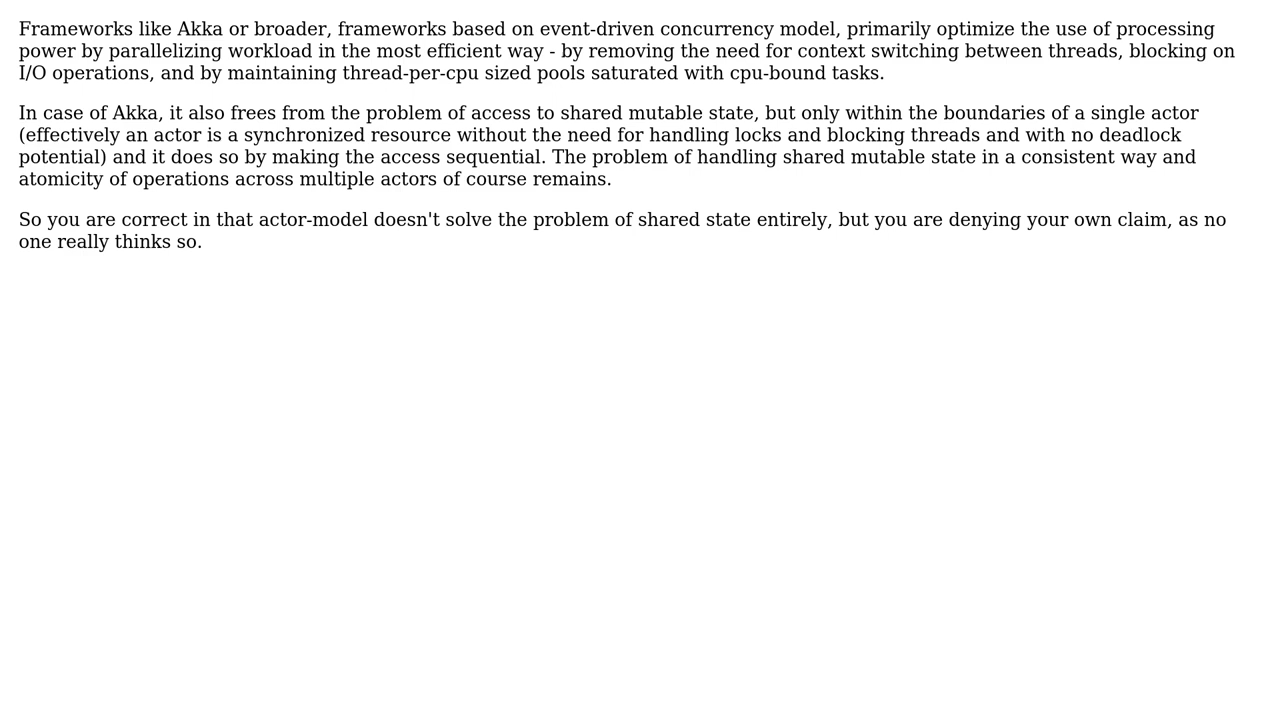 Frameworks like Akka or broader, frameworks based on event-driven concurrency model, primarily optimize the use of processing
power by parallelizing workload in the most efficient way - by removing the need for context switching between threads, blocking on
I/O operations, and by maintaining thread-per-cpu sized pools saturated with cpu-bound tasks.
In case of Akka, it also frees from the problem of access to shared mutable state, but only within the boundaries of a single actor
(effectively an actor is a synchronized resource without the need for handling locks and blocking threads and with no deadlock
potential) and it does so by making the access sequential. The problem of handling shared mutable state in a consistent way and
atomicity of operations across multiple actors of course remains.
So you are correct in that actor-model doesn't solve the problem of shared state entirely, but you are denying your own claim, as no
one really thinks so.